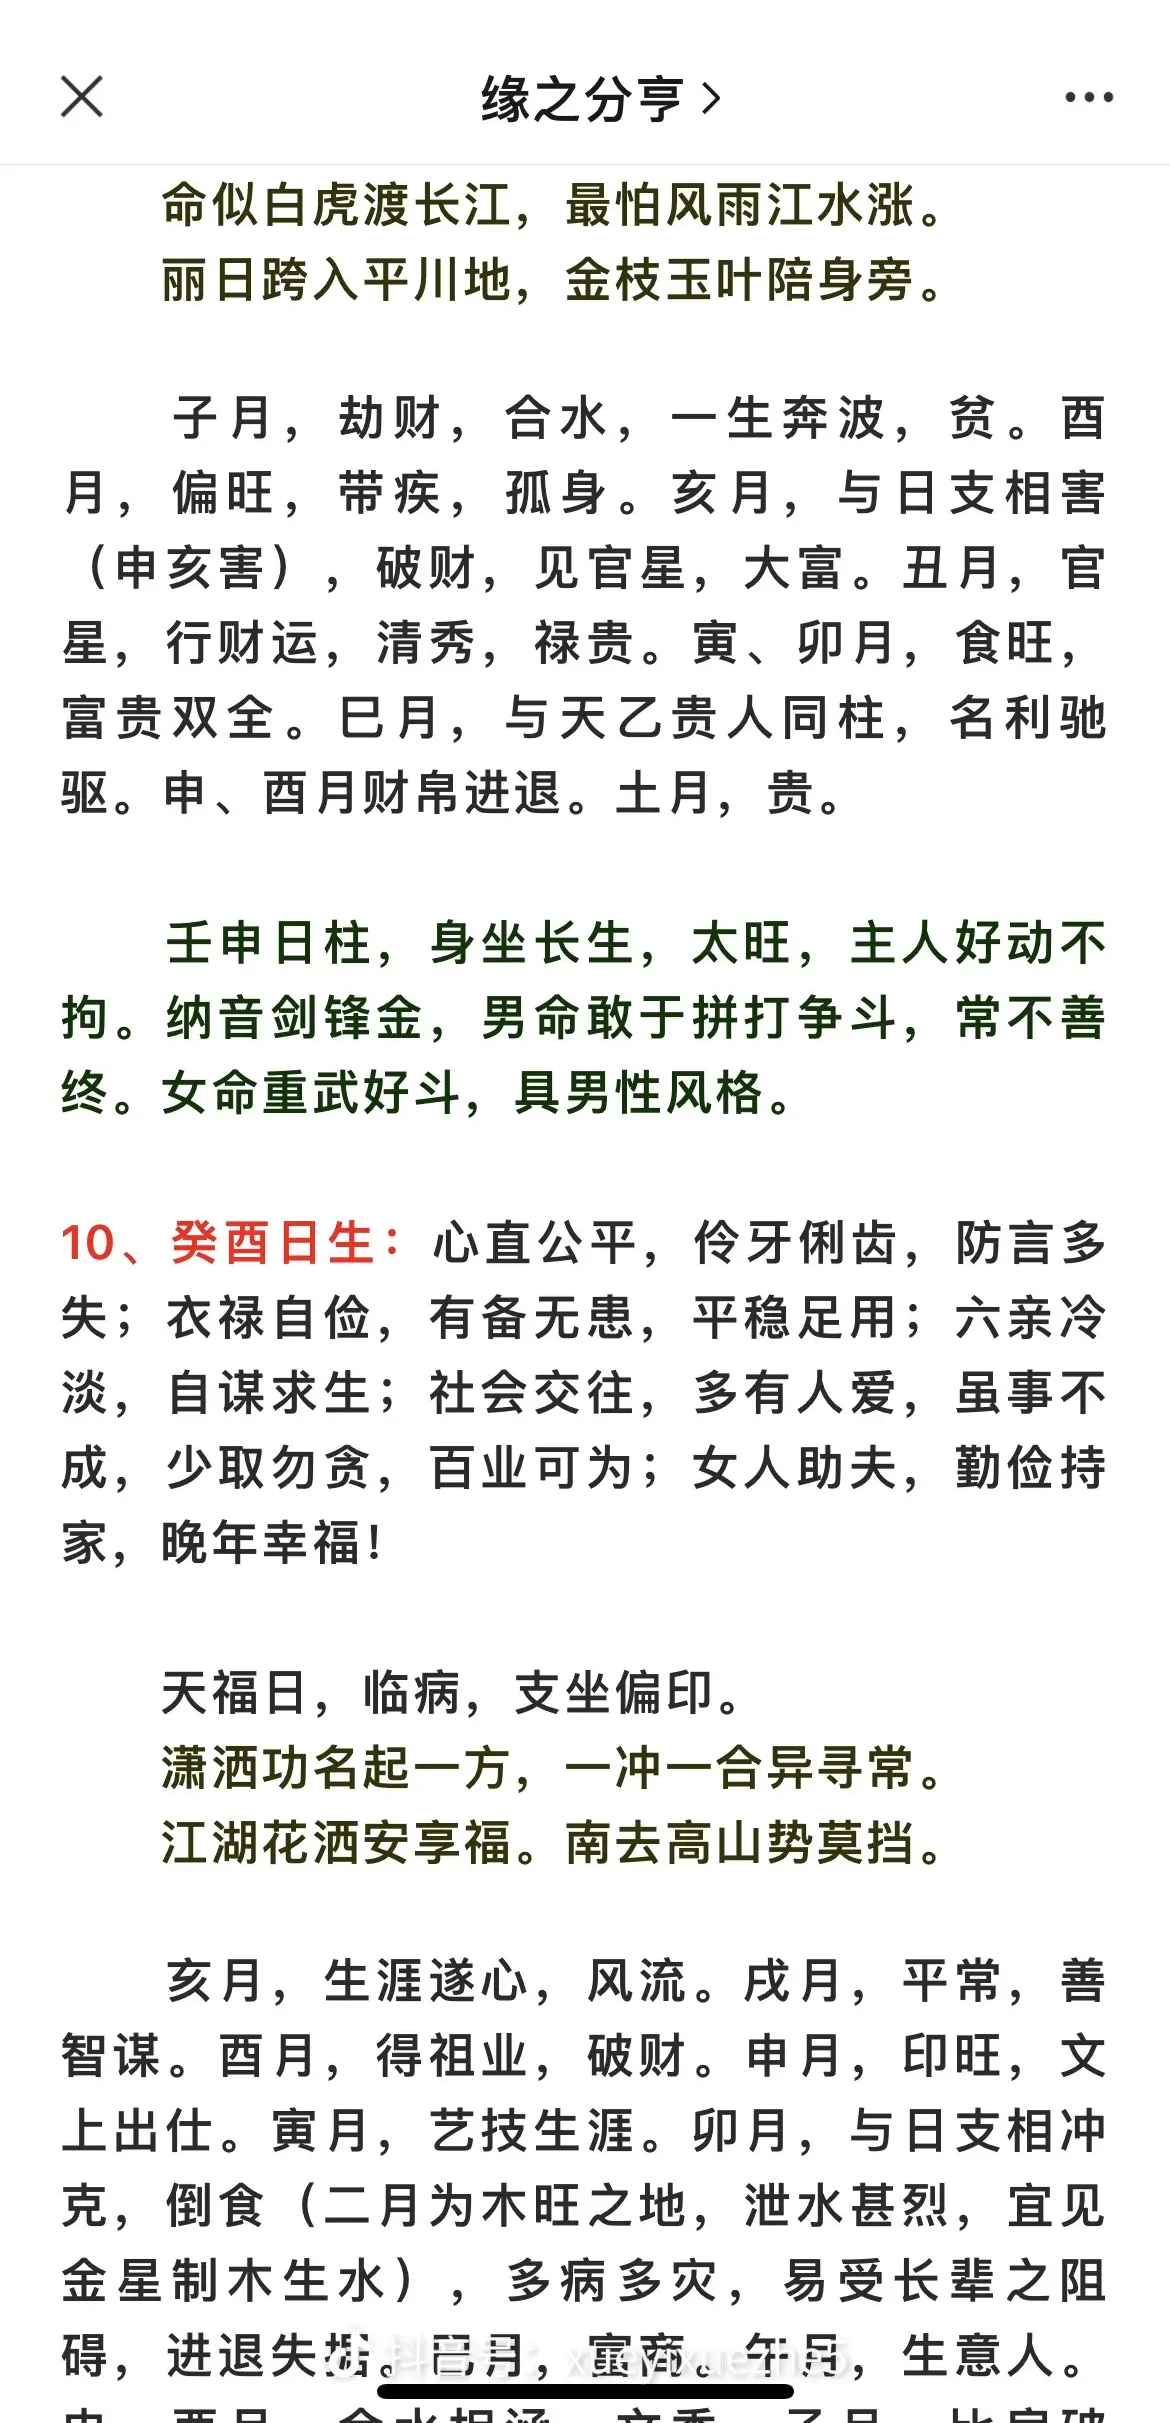 缘之分亨
命似白虎渡长江，最怕风雨江水涨。
丽日跨入平川地，金枝玉叶陪身旁。
子月，劫财，合水，一生奔波，贫。酉
月，偏旺，带疾，孤身。亥月，与日支相害
（申亥害），破财，见官星，大富。丑月，官
星，行财运，清秀，禄贵。寅、卯月，食旺，
富贵双全。巳月，与天乙贵人同柱，名利驰
驱。申、酉月财帛进退。土月，贵。
壬申日柱，身坐长生，太旺，主人好动不
拘。纳音剑锋金，男命敢于拼打争斗，常不善
终。女命重武好斗，具男性风格。
10、癸酉日生：心直公平，伶牙俐齿，防言多
失；衣禄自俭，有备无患，平稳足用；六亲冷
淡，自谋求生；社会交往，多有人爱，虽事不
成，少取勿贪，百业可为；女人助夫，勤俭持
家，晚年幸福！
天福日，临病，支坐偏印。
潇洒功名起一方，一冲一合异寻常。
江湖花洒安享福。南去高山势莫挡。
亥月，生涯遂心，风流。戌月，平常，善
智谋。酉月，得祖业，破财。申月，印旺，文
上出仕。寅月，艺技生涯。卯月，与日支相冲
克，倒食（二月为木旺之地，泄水甚烈，宜见
金星制木生水），多病多灾，易受长辈之阻
碍，进退失据。巳月，富商。午月，生意人。
抖音号：xueyixuezhe5